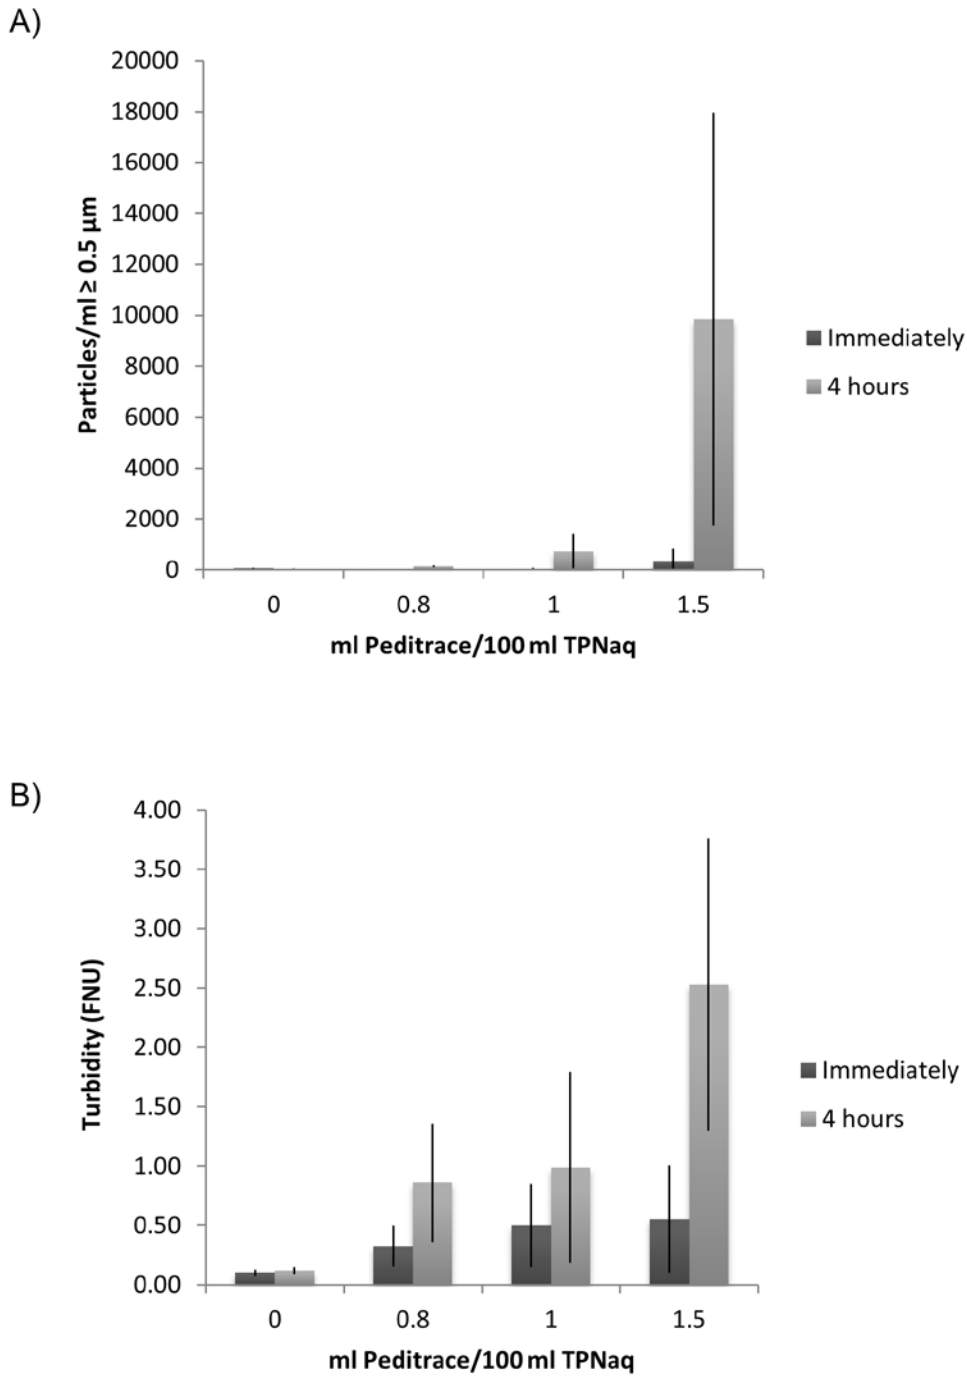 A)
20000
18000
16000
14000
12000
10000
8000
6000
4000
2000
0
Particles/ml ≥ 0.5 µm
0 0.8 1 1.5
ml Peditrace/100 ml TPNaq
Immediately
4 hours
B)
4.00
3.50
3.00
2.50
2.00
1.50
1.00
0.50
0.00
Turbidity (FNU)
0 0.8 1 1.5
ml Peditrace/100 ml TPNaq
Immediately
4 hours